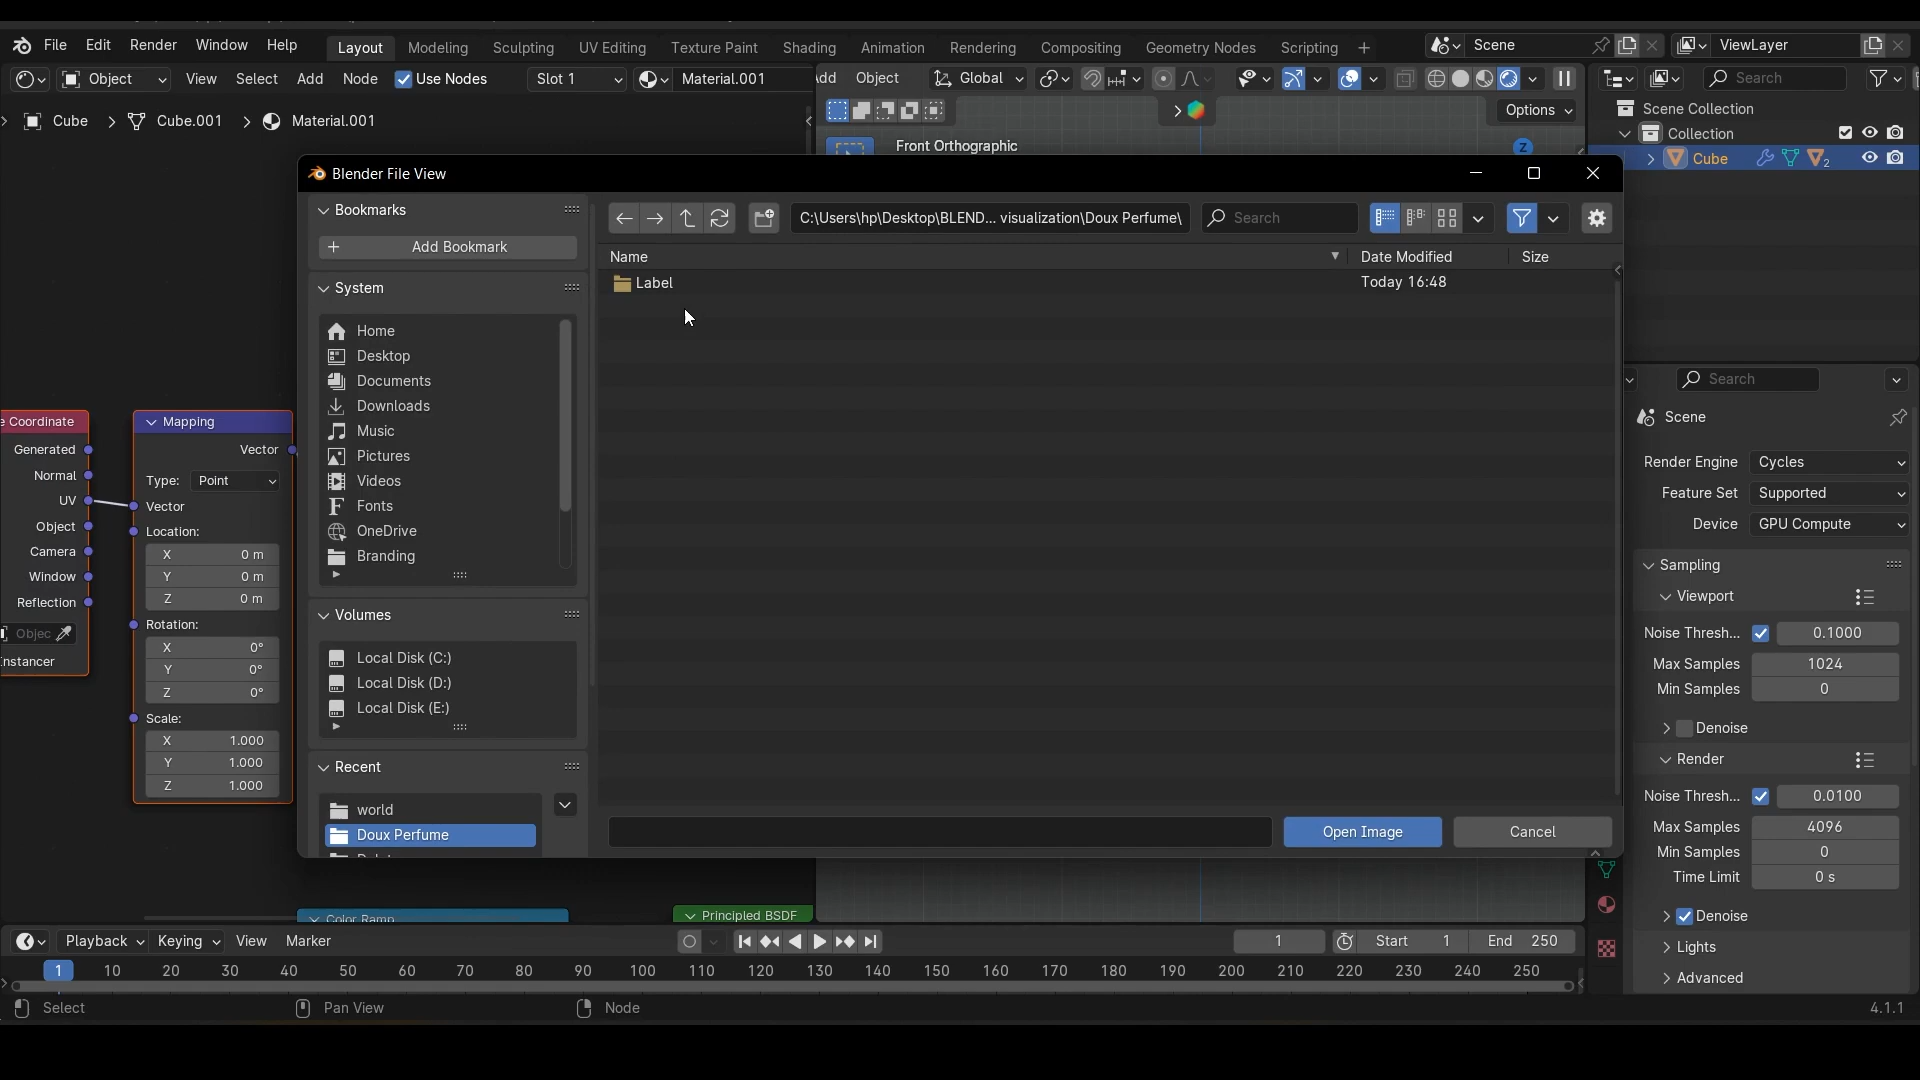 File Edit Render Window Help Layout Modeling Sculpting UV Editing Texture Paint Shading Animation Rendering Compositing Geometry Nodes Scripting + Scene ViewLayer
Object View Select Add Node Use Nodes Slot 1 Material.001 Add Object Global Search
Cube > Cube.001 > Material.001
Options
Front Orthographic
Z
Scene Collection
Collection
Cube
2
Blender File View
Bookmarks
Add Bookmark
System
Home
Desktop
Documents
Downloads
Music
Pictures
Videos
Fonts
OneDrive
Branding
Volumes
Local Disk (C:)
Local Disk (D:)
Local Disk (E:)
Recent
world
Doux Perfume
C:\Users\hp\Desktop\BLEND... visualization\Doux Perfume\
Search
Name Date Modified Size
Label Today 16:48
Open Image Cancel
e Coordinate
Generated
Normal
UV
Object
Camera
Window
Reflection
Objec
nstancer
Mapping
Vector
Type: Point
Vector
Location:
X 0 m
Y 0 m
Z 0 m
Rotation:
X 0°
Y 0°
Z 0°
Scale:
X 1.000
Y 1.000
Z 1.000
Color Ramp
Principled BSDF
Search
Scene
Render Engine Cycles
Feature Set Supported
Device GPU Compute
Sampling
Viewport
Noise Thresh... 0.1000
Max Samples 1024
Min Samples 0
Denoise
Render
Noise Thresh... 0.0100
Max Samples 4096
Min Samples 0
Time Limit 0 s
Denoise
Lights
Advanced
Playback Keying View Marker 1 Start 1 End 250
1 10 20 30 40 50 60 70 80 90 100 110 120 130 140 150 160 170 180 190 200 210 220 230 240 250
Select Pan View Node 4.1.1